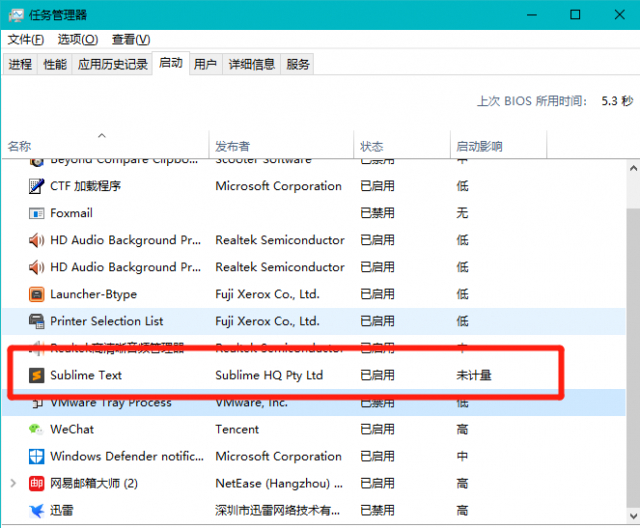 任务管理器
文件(F) 选项(O) 查看(V)
进程 性能 应用历史记录 启动 用户 详细信息 服务
上次 BIOS 所用时间: 5.3 秒
名称 发布者 状态 启动影响
Beyond Compare Clipbo... Scooter Software 已启用 中
CTF 加载程序 Microsoft Corporation 已启用 低
Foxmail 已禁用 无
HD Audio Background Pr... Realtek Semiconductor 已启用 低
HD Audio Background Pr... Realtek Semiconductor 已启用 低
Launcher-Btype Fuji Xerox Co., Ltd. 已启用 低
Printer Selection List Fuji Xerox Co., Ltd. 已启用 低
Realtek高清晰音频管理器 Realtek Semiconductor 已启用 中
Sublime Text Sublime HQ Pty Ltd 已启用 未计量
VMware Tray Process VMware, Inc. 已禁用 低
WeChat Tencent 已启用 高
Windows Defender notific... Microsoft Corporation 已启用 中
网易邮箱大师 (2) NetEase (Hangzhou) ... 已启用 高
迅雷 深圳市迅雷网络技术有... 已启用 高